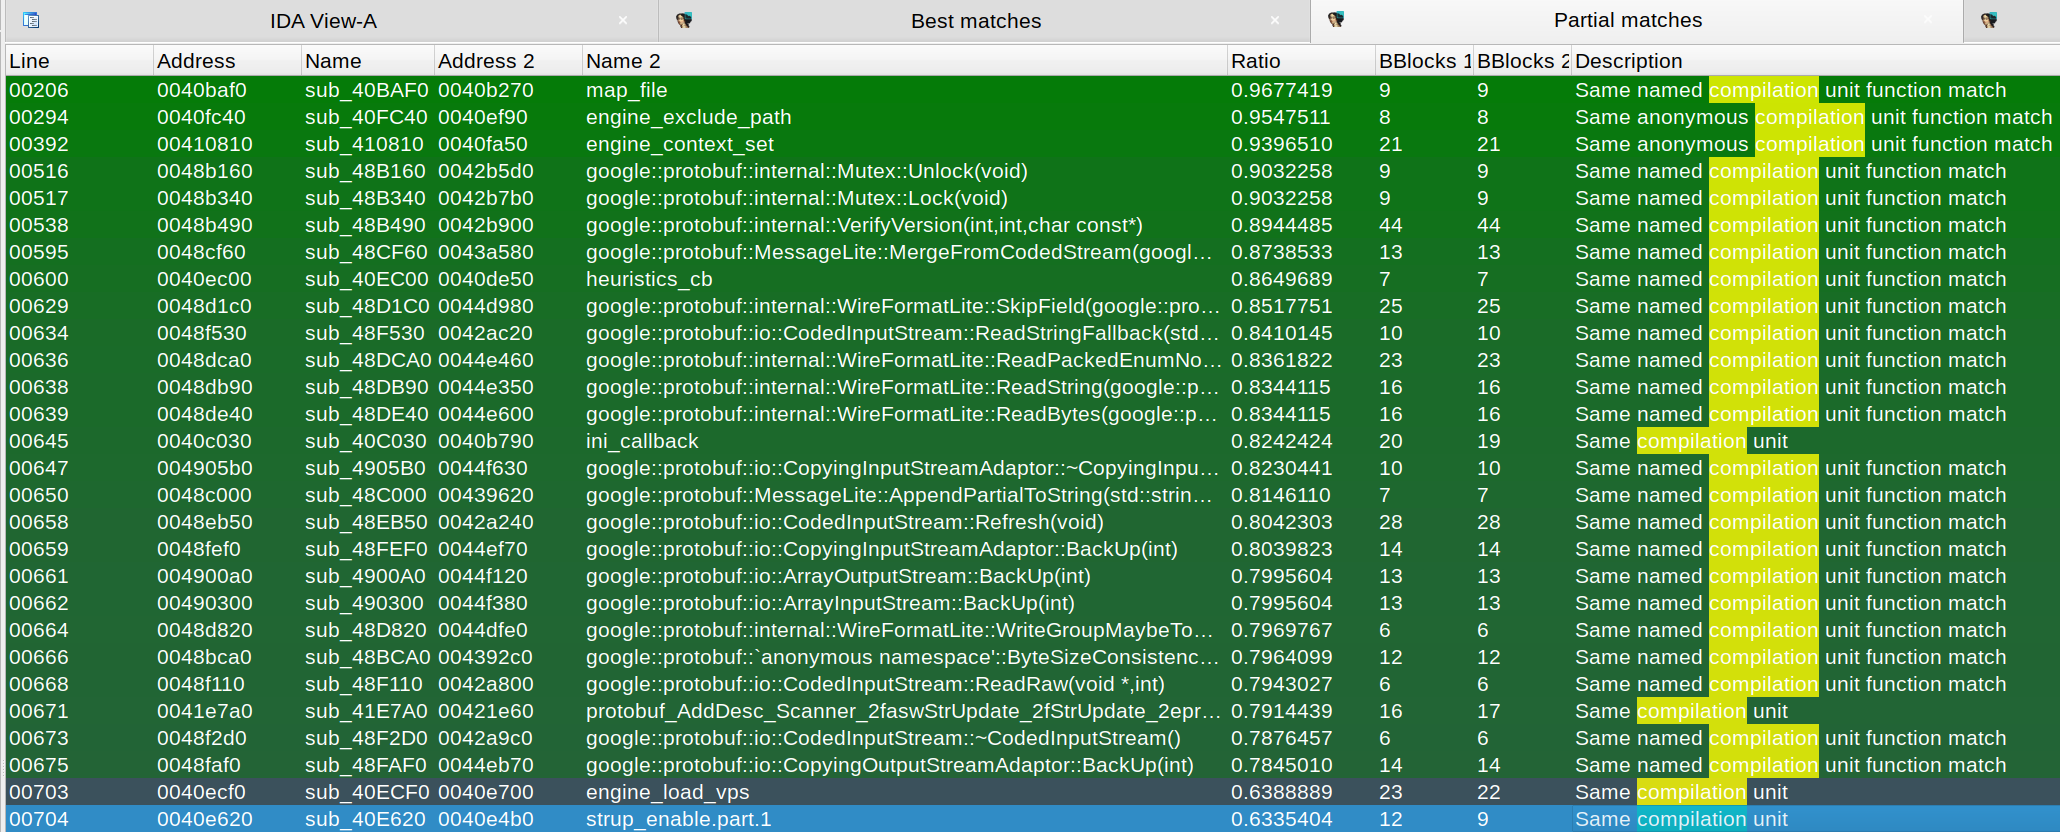 IDA View-A × Best matches × Partial matches ×
Line Address Name Address 2 Name 2 Ratio BBlocks 1 BBlocks 2 Description
00206 0040baf0 sub_40BAF0 0040b270 map_file 0.9677419 9 9 Same named compilation unit function match
00294 0040fc40 sub_40FC40 0040ef90 engine_exclude_path 0.9547511 8 8 Same anonymous compilation unit function match
00392 00410810 sub_410810 0040fa50 engine_context_set 0.9396510 21 21 Same anonymous compilation unit function match
00516 0048b160 sub_48B160 0042b5d0 google::protobuf::internal::Mutex::Unlock(void) 0.9032258 9 9 Same named compilation unit function match
00517 0048b340 sub_48B340 0042b7b0 google::protobuf::internal::Mutex::Lock(void) 0.9032258 9 9 Same named compilation unit function match
00538 0048b490 sub_48B490 0042b900 google::protobuf::internal::VerifyVersion(int,int,char const*) 0.8944485 44 44 Same named compilation unit function match
00595 0048cf60 sub_48CF60 0043a580 google::protobuf::MessageLite::MergeFromCodedStream(googl... 0.8738533 13 13 Same named compilation unit function match
00600 0040ec00 sub_40EC00 0040de50 heuristics_cb 0.8649689 7 7 Same named compilation unit function match
00629 0048d1c0 sub_48D1C0 0044d980 google::protobuf::internal::WireFormatLite::SkipField(google::pro... 0.8517751 25 25 Same named compilation unit function match
00634 0048f530 sub_48F530 0042ac20 google::protobuf::io::CodedInputStream::ReadStringFallback(std... 0.8410145 10 10 Same named compilation unit function match
00636 0048dca0 sub_48DCA0 0044e460 google::protobuf::internal::WireFormatLite::ReadPackedEnumNo... 0.8361822 23 23 Same named compilation unit function match
00638 0048db90 sub_48DB90 0044e350 google::protobuf::internal::WireFormatLite::ReadString(google::p... 0.8344115 16 16 Same named compilation unit function match
00639 0048de40 sub_48DE40 0044e600 google::protobuf::internal::WireFormatLite::ReadBytes(google::p... 0.8344115 16 16 Same named compilation unit function match
00645 0040c030 sub_40C030 0040b790 ini_callback 0.8242424 20 19 Same compilation unit
00647 004905b0 sub_4905B0 0044f630 google::protobuf::io::CopyingInputStreamAdaptor::~CopyingInpu... 0.8230441 10 10 Same named compilation unit function match
00650 0048c000 sub_48C000 00439620 google::protobuf::MessageLite::AppendPartialToString(std::strin... 0.8146110 7 7 Same named compilation unit function match
00658 0048eb50 sub_48EB50 0042a240 google::protobuf::io::CodedInputStream::Refresh(void) 0.8042303 28 28 Same named compilation unit function match
00659 0048fef0 sub_48FEF0 0044ef70 google::protobuf::io::CopyingInputStreamAdaptor::BackUp(int) 0.8039823 14 14 Same named compilation unit function match
00661 004900a0 sub_4900A0 0044f120 google::protobuf::io::ArrayOutputStream::BackUp(int) 0.7995604 13 13 Same named compilation unit function match
00662 00490300 sub_490300 0044f380 google::protobuf::io::ArrayInputStream::BackUp(int) 0.7995604 13 13 Same named compilation unit function match
00664 0048d820 sub_48D820 0044dfe0 google::protobuf::internal::WireFormatLite::WriteGroupMaybeTo... 0.7969767 6 6 Same named compilation unit function match
00666 0048bca0 sub_48BCA0 004392c0 google::protobuf::`anonymous namespace'::ByteSizeConsistenc... 0.7964099 12 12 Same named compilation unit function match
00668 0048f110 sub_48F110 0042a800 google::protobuf::io::CodedInputStream::ReadRaw(void *,int) 0.7943027 6 6 Same named compilation unit function match
00671 0041e7a0 sub_41E7A0 00421e60 protobuf_AddDesc_Scanner_2faswStrUpdate_2fStrUpdate_2epr... 0.7914439 16 17 Same compilation unit
00673 0048f2d0 sub_48F2D0 0042a9c0 google::protobuf::io::CodedInputStream::~CodedInputStream() 0.7876457 6 6 Same named compilation unit function match
00675 0048faf0 sub_48FAF0 0044eb70 google::protobuf::io::CopyingOutputStreamAdaptor::BackUp(int) 0.7845010 14 14 Same named compilation unit function match
00703 0040ecf0 sub_40ECF0 0040e700 engine_load_vps 0.6388889 23 22 Same compilation unit
00704 0040e620 sub_40E620 0040e4b0 strup_enable.part.1 0.6335404 12 9 Same compilation unit